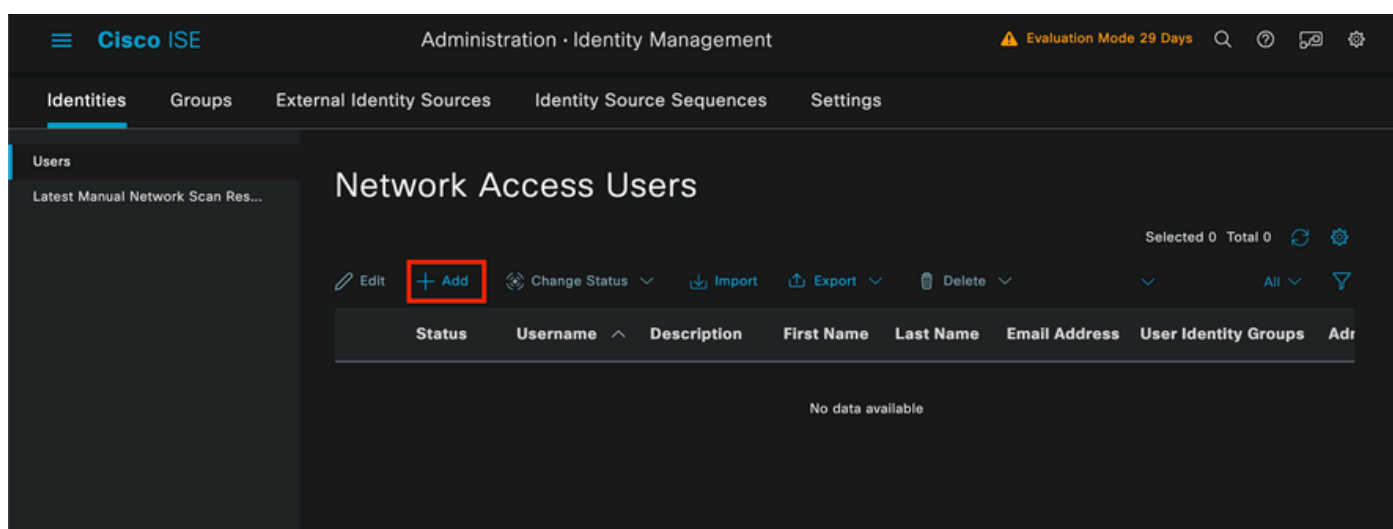 Cisco ISE
Administration · Identity Management
Evaluation Mode 29 Days
Identities
Groups
External Identity Sources
Identity Source Sequences
Settings
Users
Latest Manual Network Scan Res...
Network Access Users
Selected 0 Total 0
Edit
Add
Change Status
Import
Export
Delete
All
Status
Username
Description
First Name
Last Name
Email Address
User Identity Groups
Adr
No data available